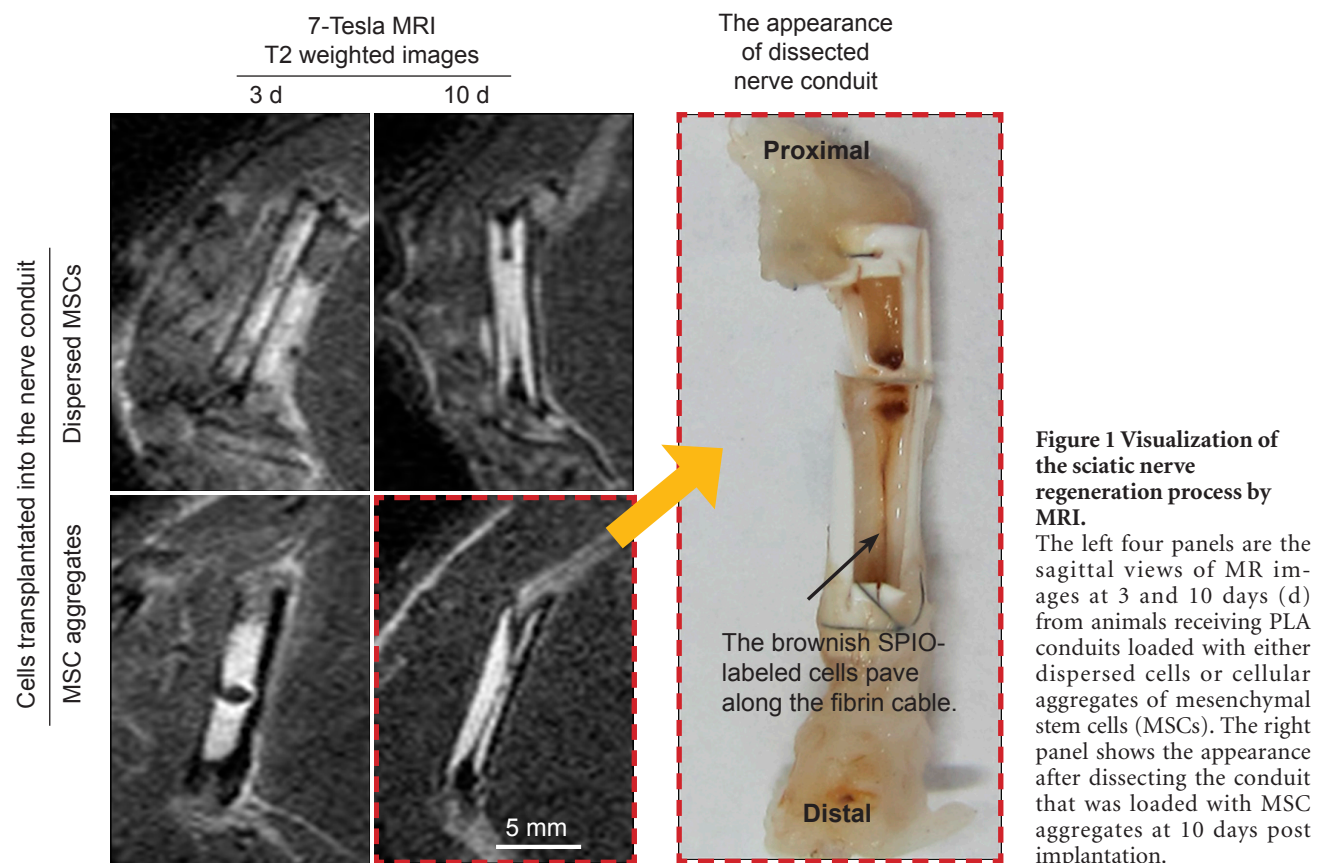 7-Tesla MRI
T2 weighted images
3 d
10 d
The appearance
of dissected
nerve conduit
Cells transplantated into the nerve conduit
Dispersed MSCs
MSC aggregates
Proximal
The brownish SPIO-
labeled cells pave
along the fibrin cable.
Distal
5 mm
Figure 1 Visualization of
the sciatic nerve
regeneration process by
MRI.
The left four panels are the
sagittal views of MR im-
ages at 3 and 10 days (d)
from animals receiving PLA
conduits loaded with either
dispersed cells or cellular
aggregates of mesenchymal
stem cells (MSCs). The right
panel shows the appearance
after dissecting the conduit
that was loaded with MSC
aggregates at 10 days post
implantation.